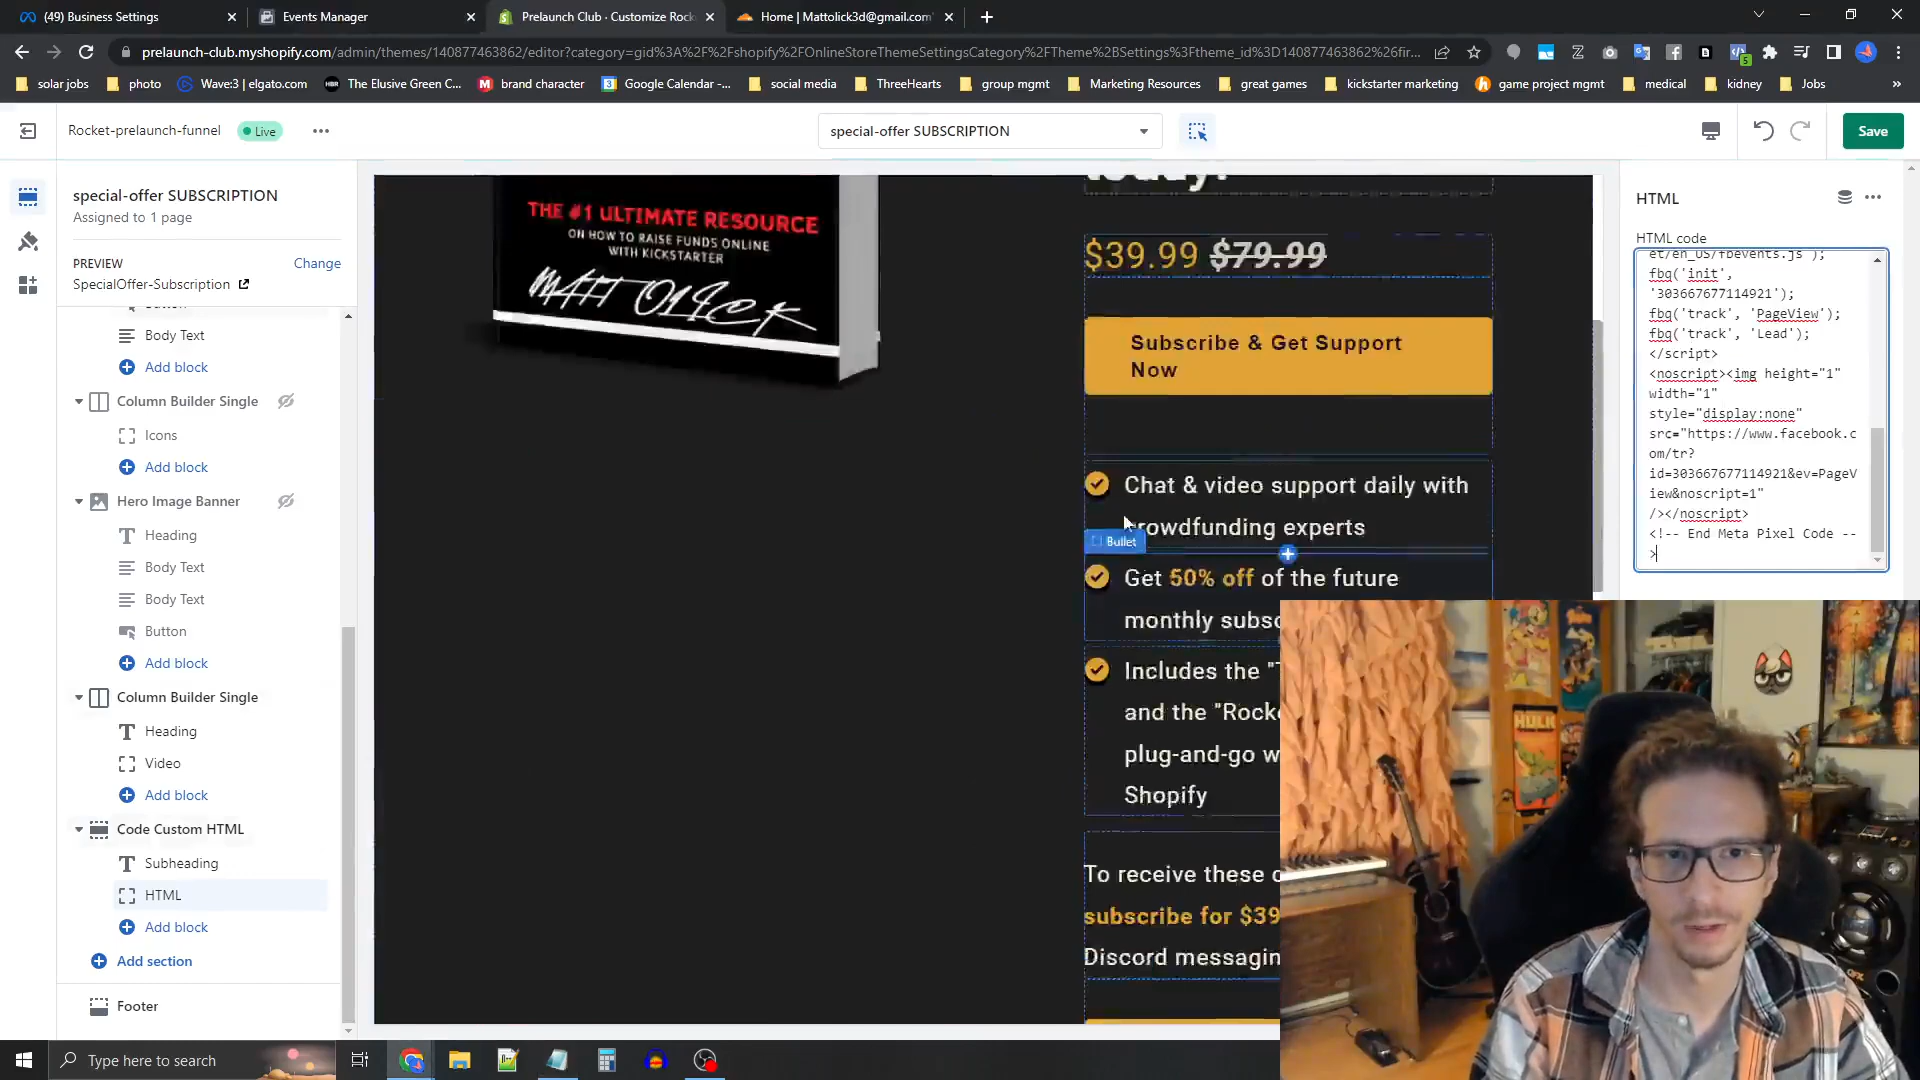 (49) Business Settings
Events Manager
Prelaunch Club · Customize Rock
Home | Mattolick3d@gmail.com'
prelaunch-club.myshopify.com/admin/themes/140877463862/editor?category=gid%3A%2F%2Fshopify%2FOnlineStoreThemeSettingsCategory%2FTheme%2BSettings%3Ftheme_id%3D140877463862%26fir...
solar jobs
photo
Wave:3 | elgato.com
The Elusive Green C...
brand character
Google Calendar -...
social media
ThreeHearts
group mgmt
Marketing Resources
great games
kickstarter marketing
game project mgmt
medical
kidney
Jobs
Rocket-prelaunch-funnel
Live
special-offer SUBSCRIPTION
Save
special-offer SUBSCRIPTION
Assigned to 1 page
PREVIEW
Change
SpecialOffer-Subscription
Button
Body Text
Add block
Column Builder Single
Icons
Add block
Hero Image Banner
Heading
Body Text
Body Text
Button
Add block
Column Builder Single
Heading
Video
Add block
Code Custom HTML
Subheading
HTML
Add block
Add section
Footer
THE #1 ULTIMATE RESOURCE
ON HOW TO RAISE FUNDS ONLINE
WITH KICKSTARTER
MATT OLICK
today!
$39.99 $79.99
Subscribe & Get Support
Now
Chat & video support daily with
crowdfunding experts
Bullet
Get 50% off of the future
monthly subsc
Includes the "T
and the "Rocke
plug-and-go w
Shopify
To receive these o
subscribe for $39
Discord messagin
HTML
HTML code
et/en_US/fbevents.js');
fbq('init',
'303667677114921');
fbq('track', 'PageView');
fbq('track', 'Lead');
</script>
<noscript><img height="1"
width="1"
style="display:none"
src="https://www.facebook.c
om/tr?
id=303667677114921&ev=PageV
iew&noscript=1"
/></noscript>
<!-- End Meta Pixel Code --
>
HULK
Type here to search